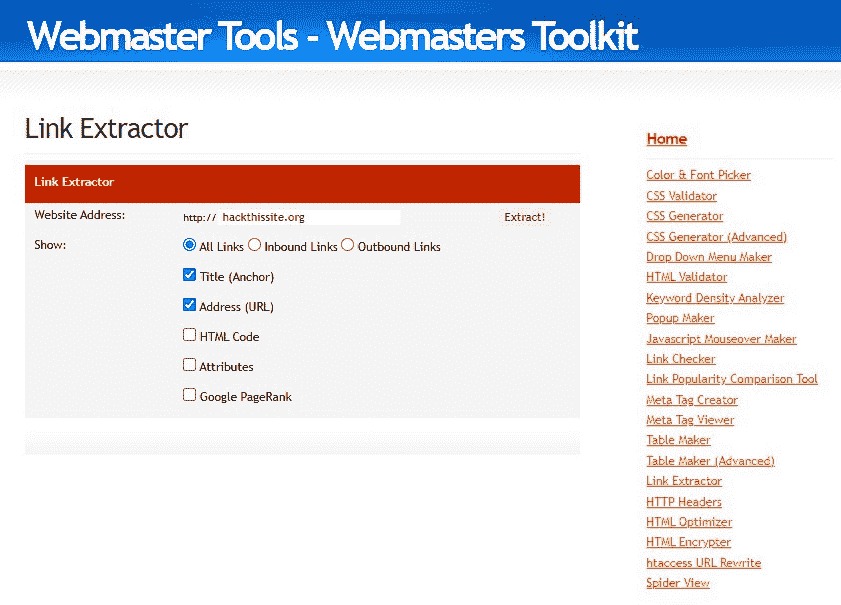 Webmaster Tools - Webmasters Toolkit
Link Extractor
Link Extractor
Website Address: http:// hackthissite.org Extract!
Show: All Links Inbound Links Outbound Links
Title (Anchor)
Address (URL)
HTML Code
Attributes
Google PageRank
Home
Color & Font Picker
CSS Validator
CSS Generator
CSS Generator (Advanced)
Drop Down Menu Maker
HTML Validator
Keyword Density Analyzer
Popup Maker
Javascript Mouseover Maker
Link Checker
Link Popularity Comparison Tool
Meta Tag Creator
Meta Tag Viewer
Table Maker
Table Maker (Advanced)
Link Extractor
HTTP Headers
HTML Optimizer
HTML Encrypter
htaccess URL Rewrite
Spider View